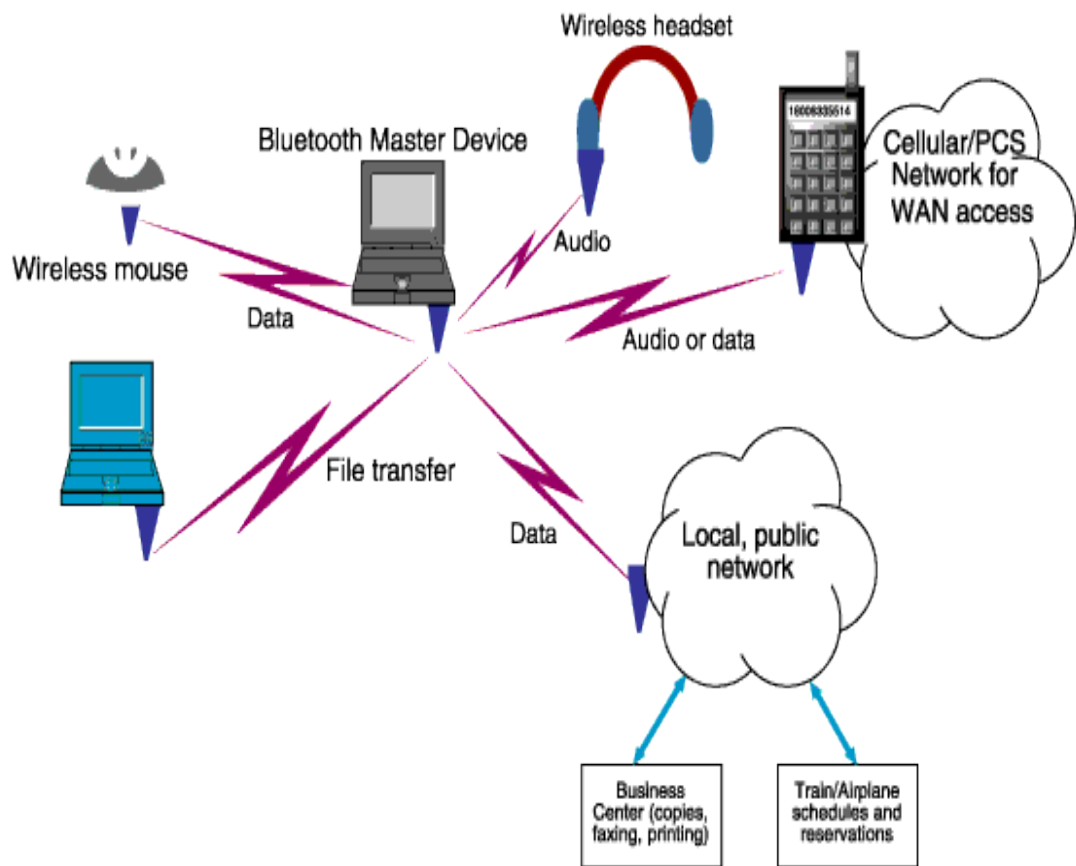 Wireless headset
18008335514
Cellular/PCS
Network for
WAN access
Bluetooth Master Device
Audio
Wireless mouse
Data
Audio or data
File transfer
Data
Local, public
network
Business
Center (copies,
faxing, printing)
Train/Airplane
schedules and
reservations